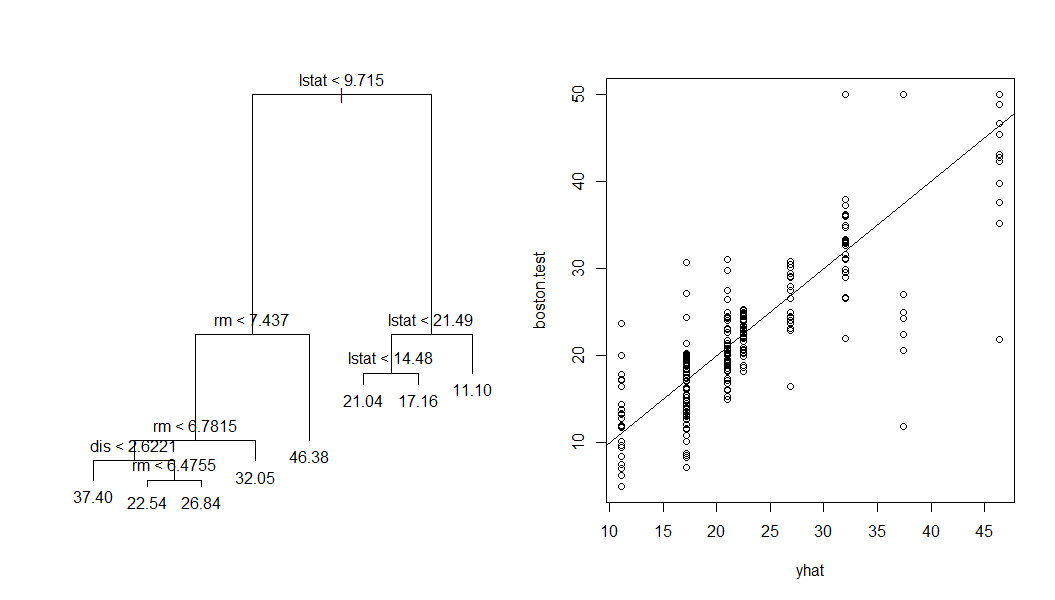 lstat < 9.715
rm < 7.437
lstat < 21.49
lstat < 14.48
21.04
17.16
11.10
rm < 6.7815
dis < 2.6221
rm < 6.4755
46.38
32.05
37.40
22.54
26.84
boston.test
50
40
30
20
10
10 15 20 25 30 35 40 45
yhat